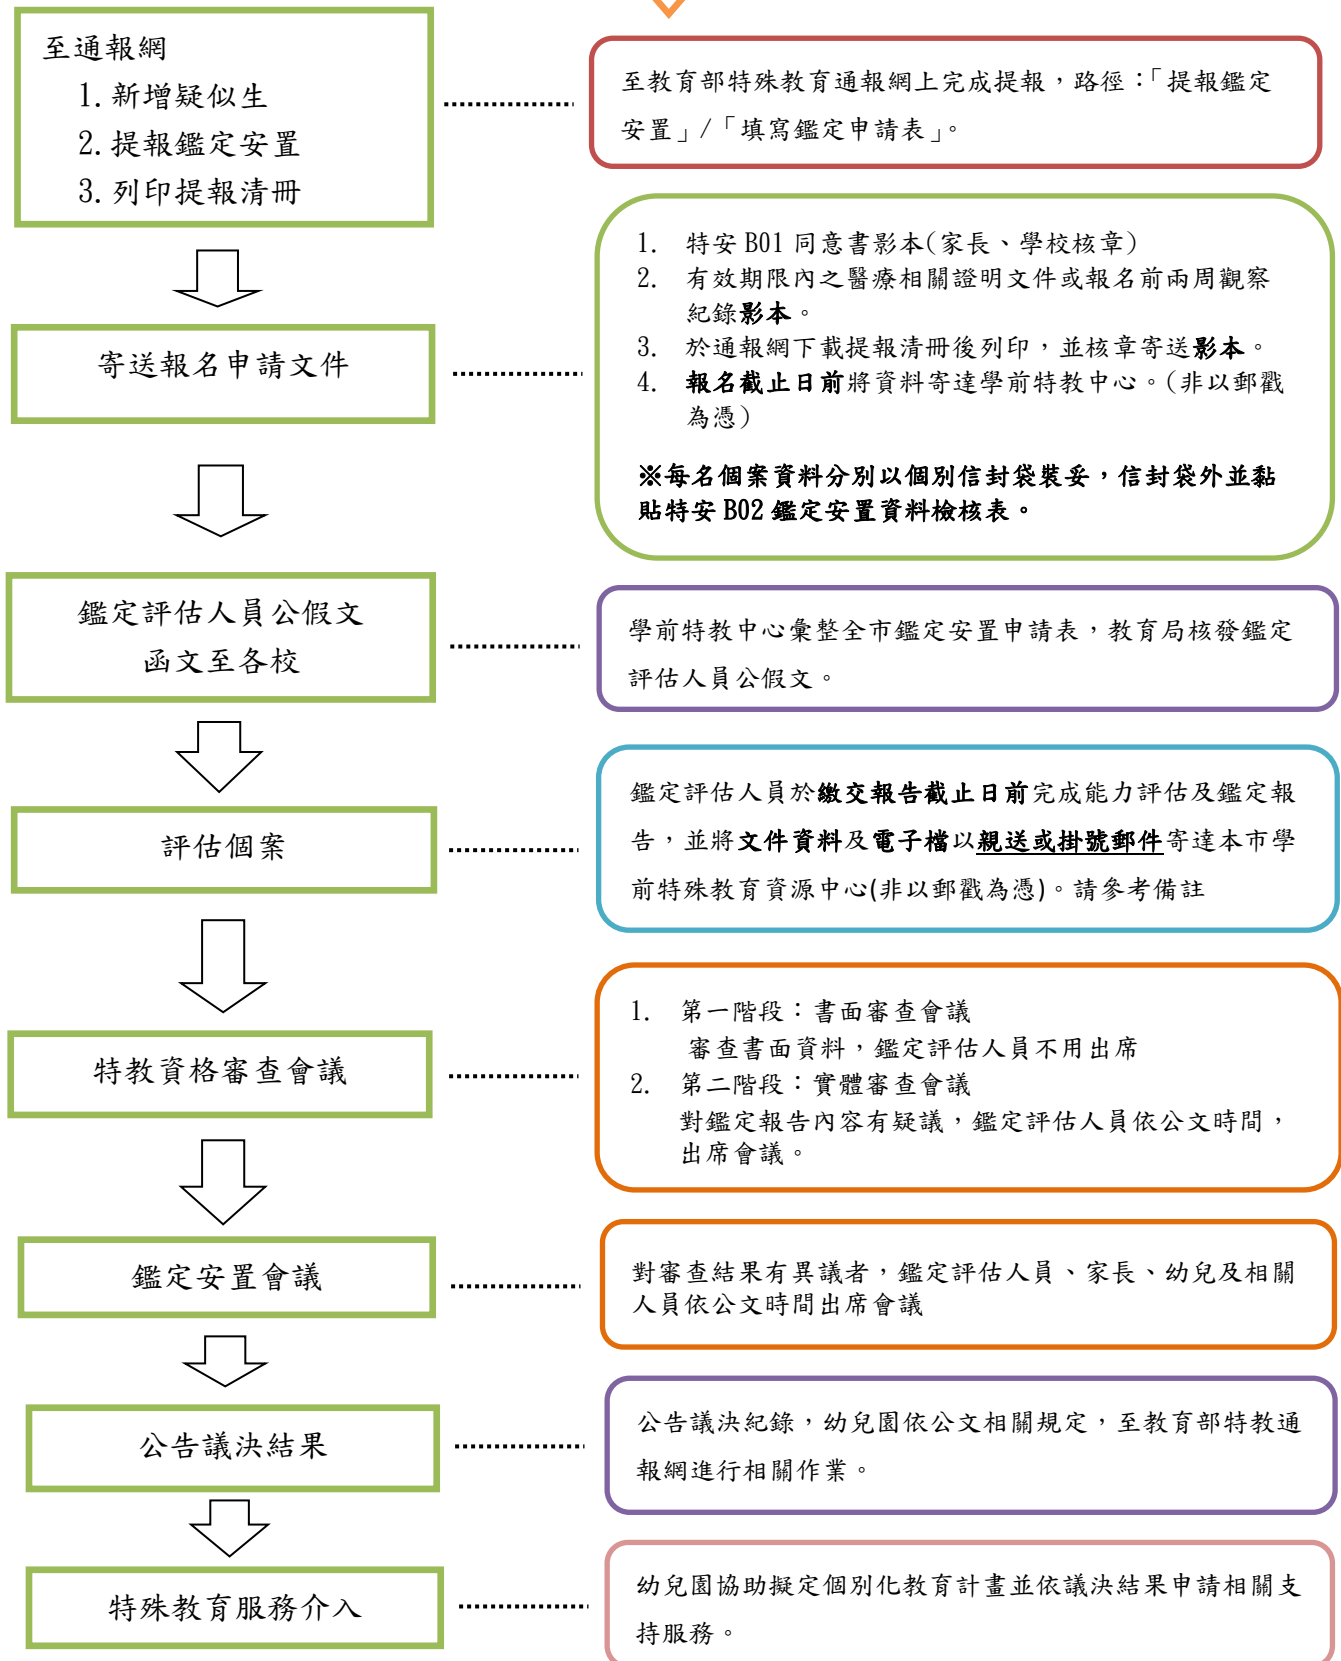 至通報網
1. 新增疑似生
2. 提報鑑定安置
3. 列印提報清冊
至教育部特殊教育通報網上完成提報，路徑：「提報鑑定
安置」/「填寫鑑定申請表」。
寄送報名申請文件
1. 特安 B01 同意書影本(家長、學校核章)
2. 有效期限內之醫療相關證明文件或報名前兩周觀察
紀錄影本。
3. 於通報網下載提報清冊後列印，並核章寄送影本。
4. 報名截止日前將資料寄達學前特教中心。(非以郵戳
為憑)
※每名個案資料分別以個別信封袋裝妥，信封袋外並黏
貼特安 B02 鑑定安置資料檢核表。
鑑定評估人員公假文
函文至各校
學前特教中心彙整全市鑑定安置申請表，教育局核發鑑定
評估人員公假文。
評估個案
鑑定評估人員於繳交報告截止日前完成能力評估及鑑定報
告，並將文件資料及電子檔以親送或掛號郵件寄達本市學
前特殊教育資源中心(非以郵戳為憑)。請參考備註
特教資格審查會議
1. 第一階段：書面審查會議
審查書面資料，鑑定評估人員不用出席
2. 第二階段：實體審查會議
對鑑定報告內容有疑議，鑑定評估人員依公文時間，
出席會議。
鑑定安置會議
對審查結果有異議者，鑑定評估人員、家長、幼兒及相關
人員依公文時間出席會議
公告議決結果
公告議決紀錄，幼兒園依公文相關規定，至教育部特教通
報網進行相關作業。
特殊教育服務介入
幼兒園協助擬定個別化教育計畫並依議決結果申請相關支
持服務。